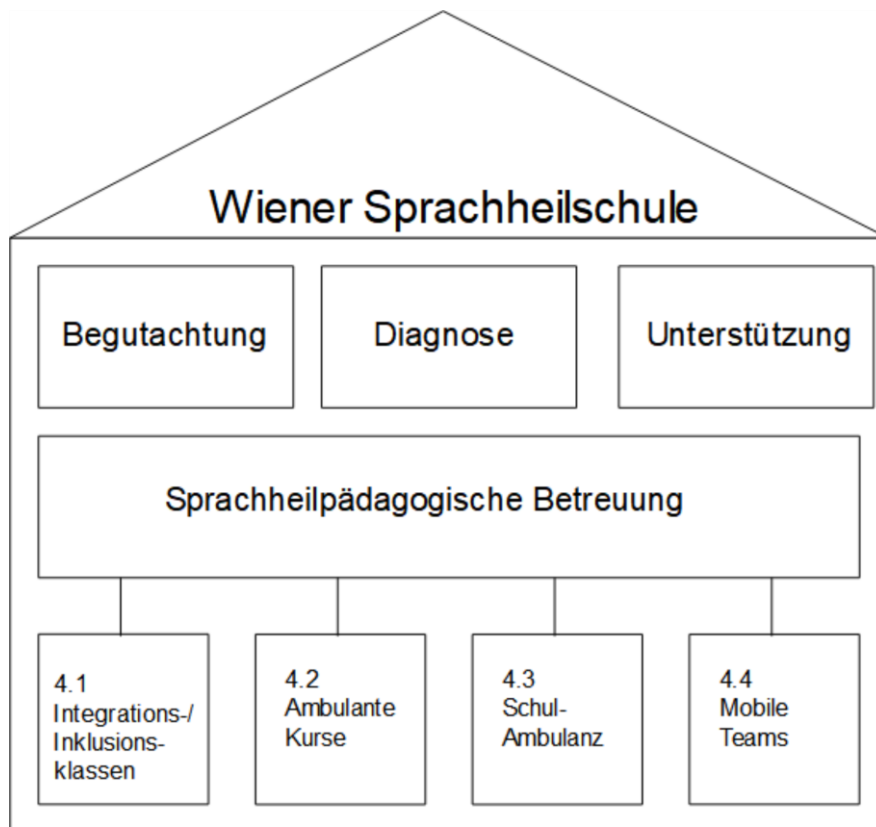 Wiener Sprachheilschule
Begutachtung
Diagnose
Unterstützung
Sprachheilpädagogische Betreuung
4.1
Integrations-/
Inklusions-
klassen
4.2
Ambulante
Kurse
4.3
Schul-
Ambulanz
4.4
Mobile
Teams